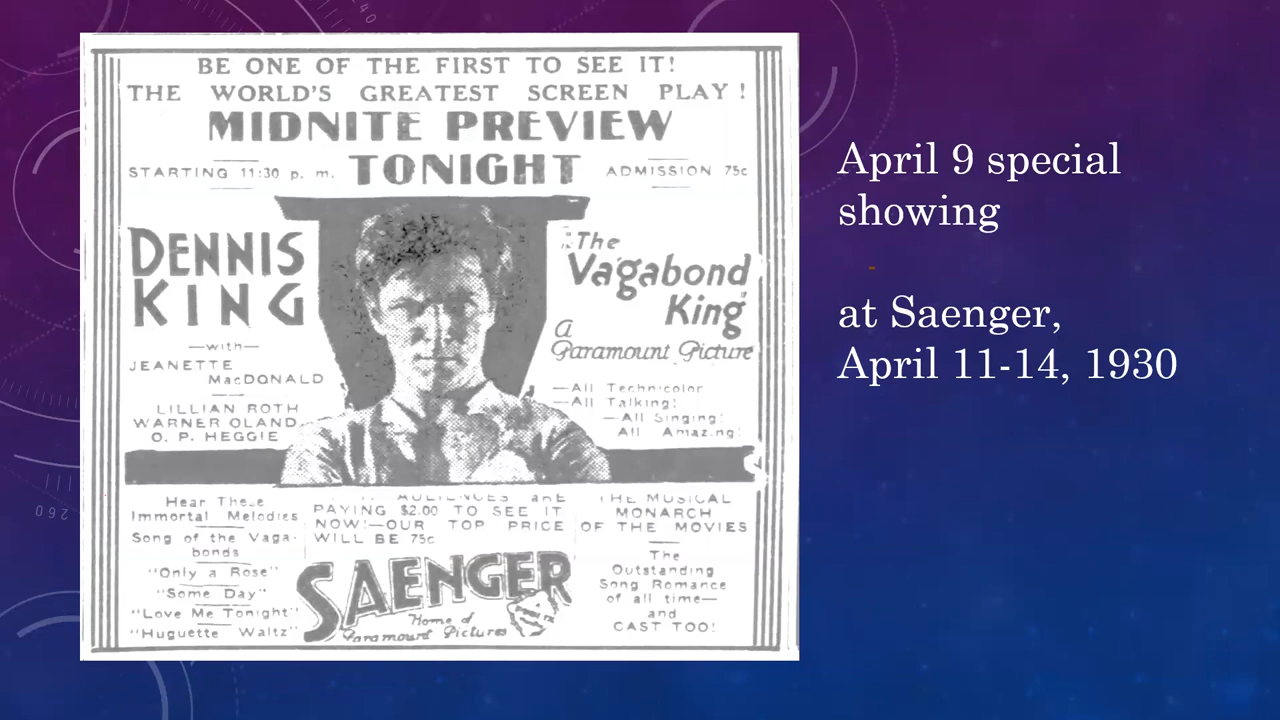 BE ONE OF THE FIRST TO SEE IT!
THE WORLD'S GREATEST SCREEN PLAY!
MIDNITE PREVIEW
STARTING 11:30 p. m. TONIGHT ADMISSION 75c
DENNIS
KING
—with—
JEANETTE
MacDONALD
LILLIAN ROTH
WARNER OLAND
O. P. HEGGIE
"The
Vagabond
King"
A
Paramount Picture
—All Technicolor
—All Talking!
—All Singing!
All Amazing!
Hear These
Immortal Melodies
Song of the Vaga-
bonds
"Only a Rose"
"Some Day"
"Love Me Tonight"
"Huguette Waltz"
AUDIENCES are
PAYING $2.00 TO SEE IT
NOW!—OUR TOP PRICE
WILL BE 75c
SAENGER
Home of
Paramount Pictures
THE MUSICAL
MONARCH
OF THE MOVIES
The
Outstanding
Song Romance
of all time—
and
CAST TOO!
April 9 special
showing
at Saenger,
April 11-14, 1930
260
40